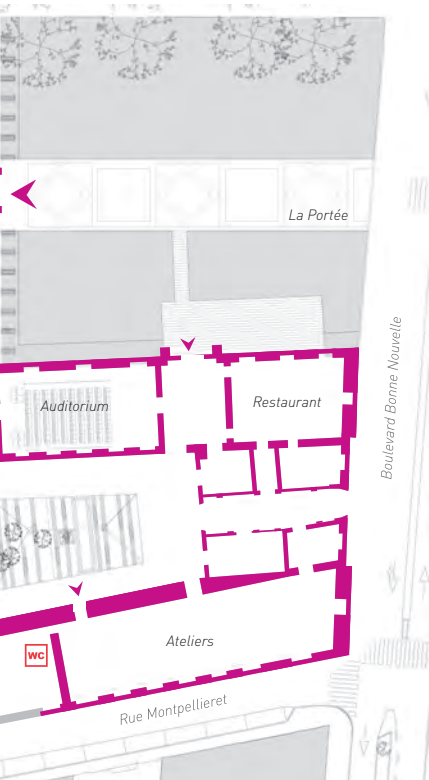 La Portée
Boulevard Bonne Nouvelle
Auditorium
Restaurant
Ateliers
WC
Rue Montpellieret